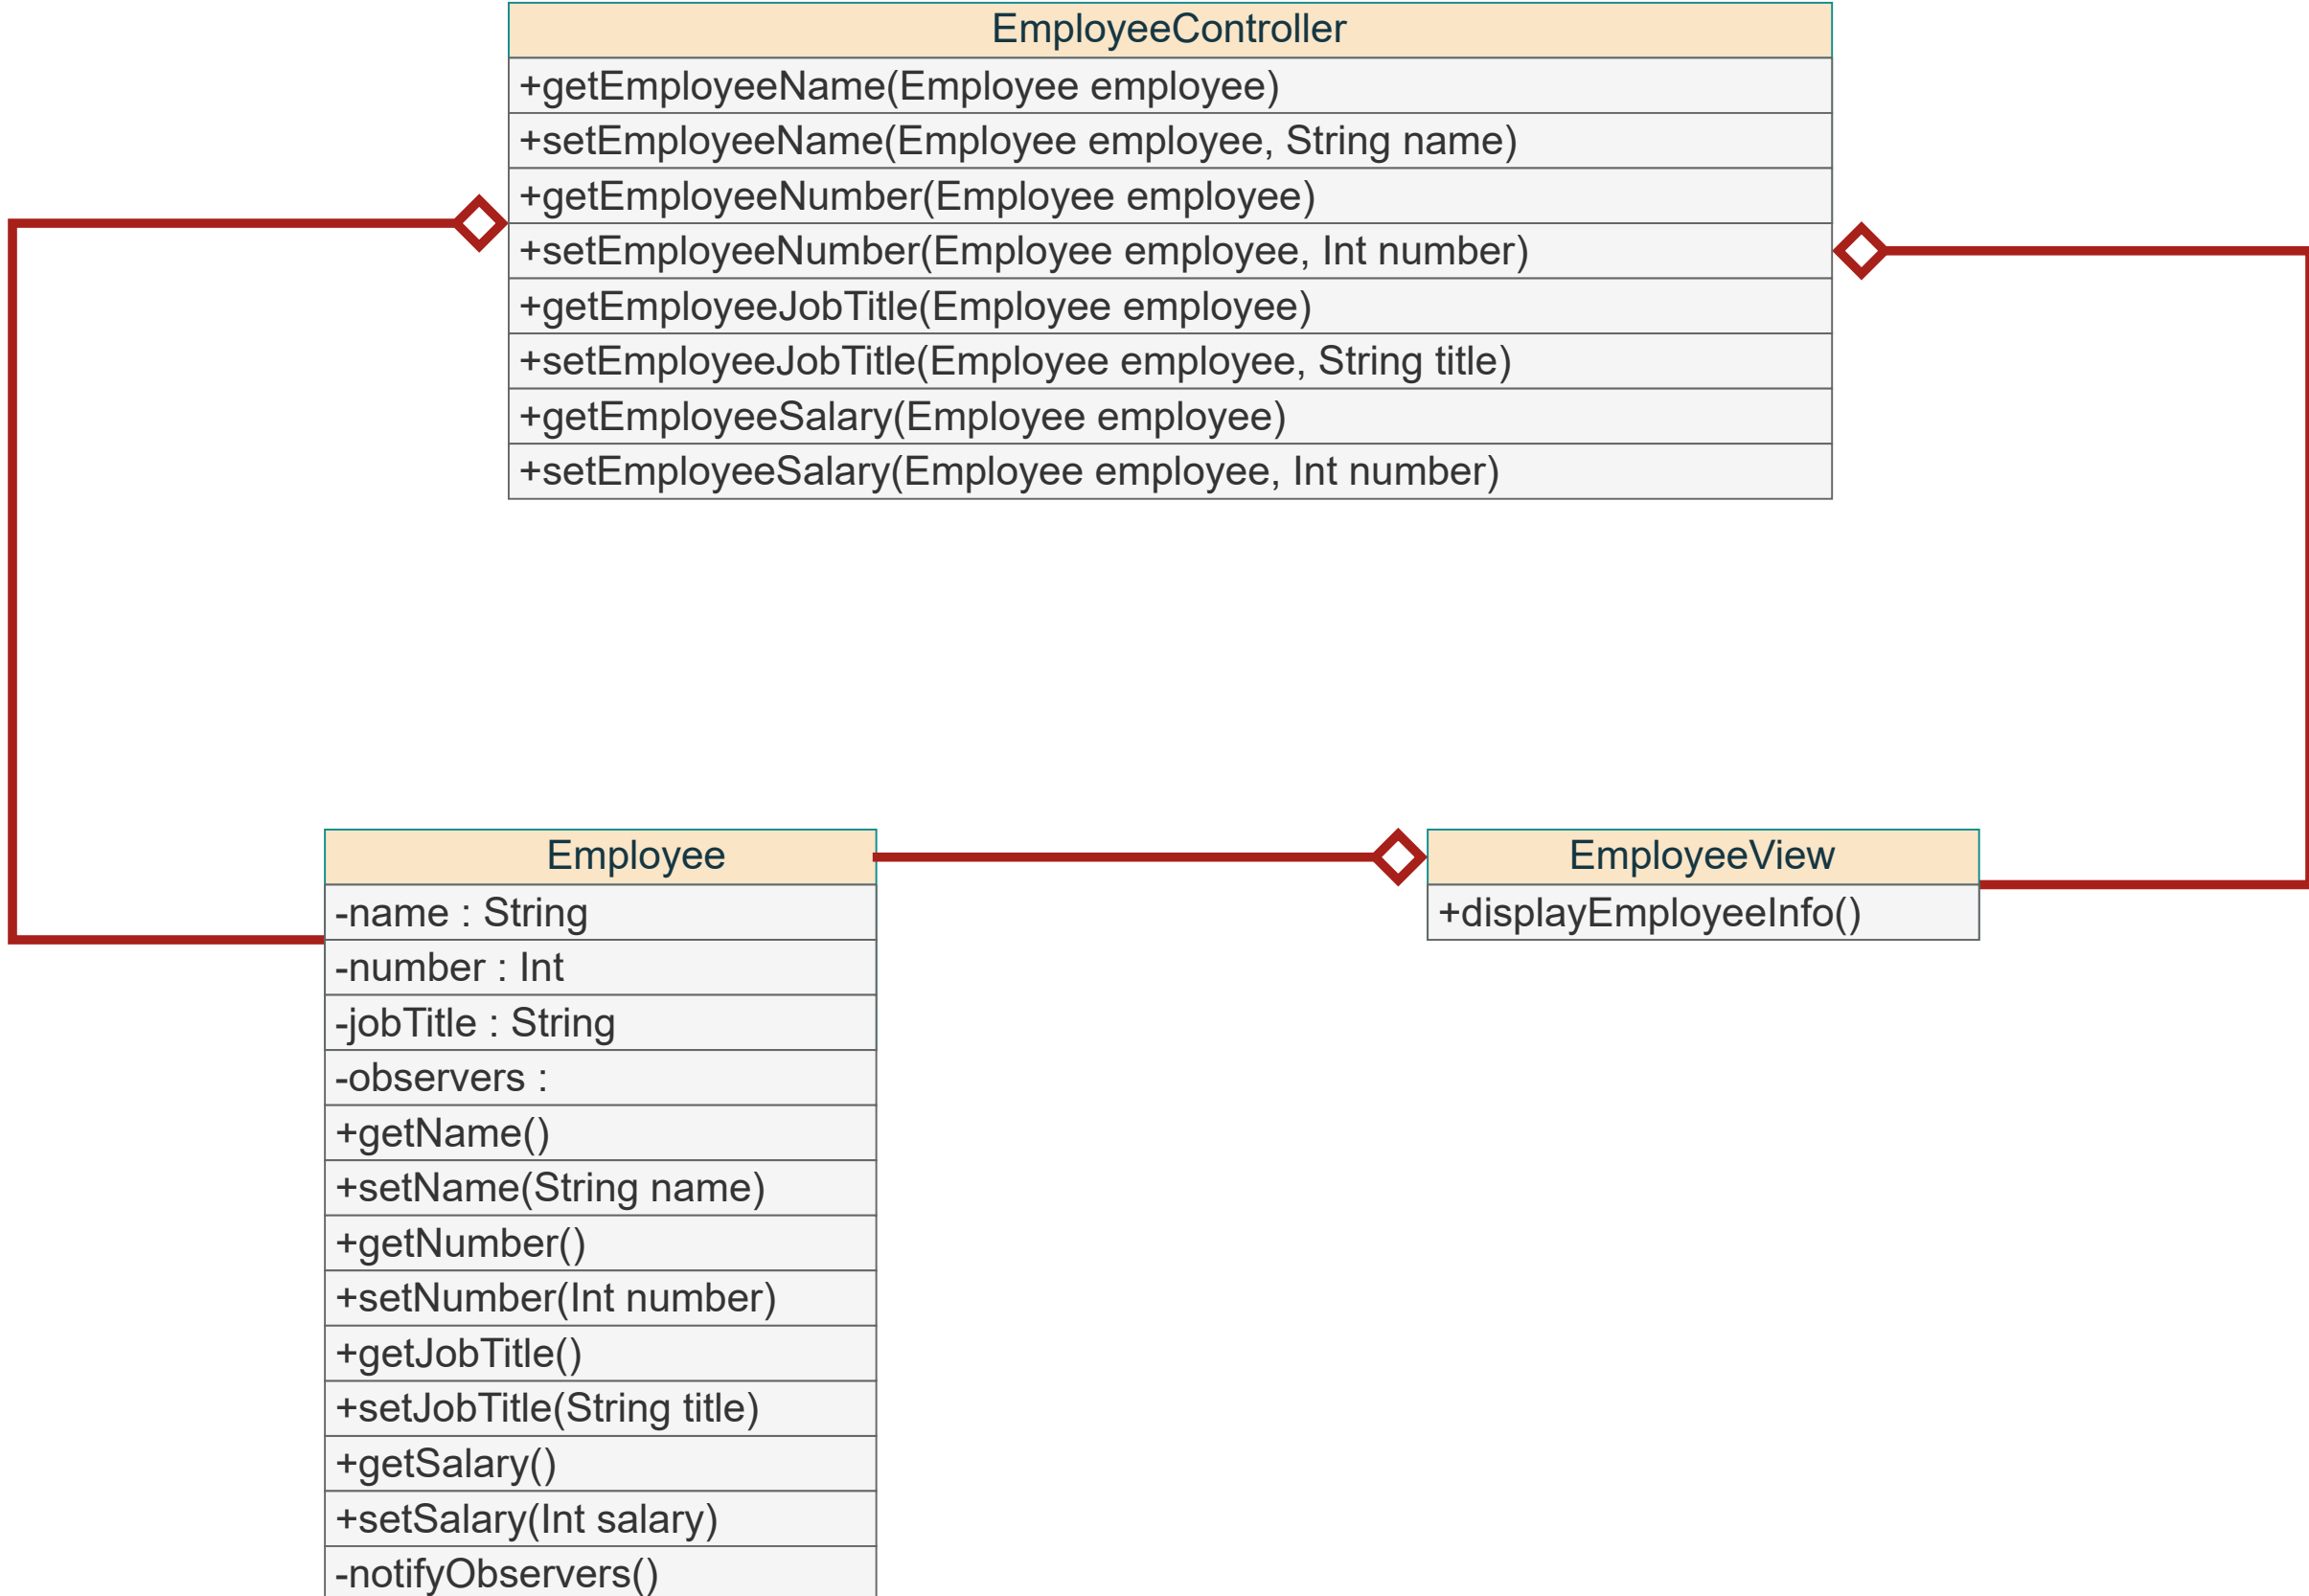 EmployeeController
+getEmployeeName(Employee employee)
+setEmployeeName(Employee employee, String name)
+getEmployeeNumber(Employee employee)
+setEmployeeNumber(Employee employee, Int number)
+getEmployeeJobTitle(Employee employee)
+setEmployeeJobTitle(Employee employee, String title)
+getEmployeeSalary(Employee employee)
+setEmployeeSalary(Employee employee, Int number)
Employee
-name : String
-number : Int
-jobTitle : String
-observers :
+getName()
+setName(String name)
+getNumber()
+setNumber(Int number)
+getJobTitle()
+setJobTitle(String title)
+getSalary()
+setSalary(Int salary)
-notifyObservers()
EmployeeView
+displayEmployeeInfo()